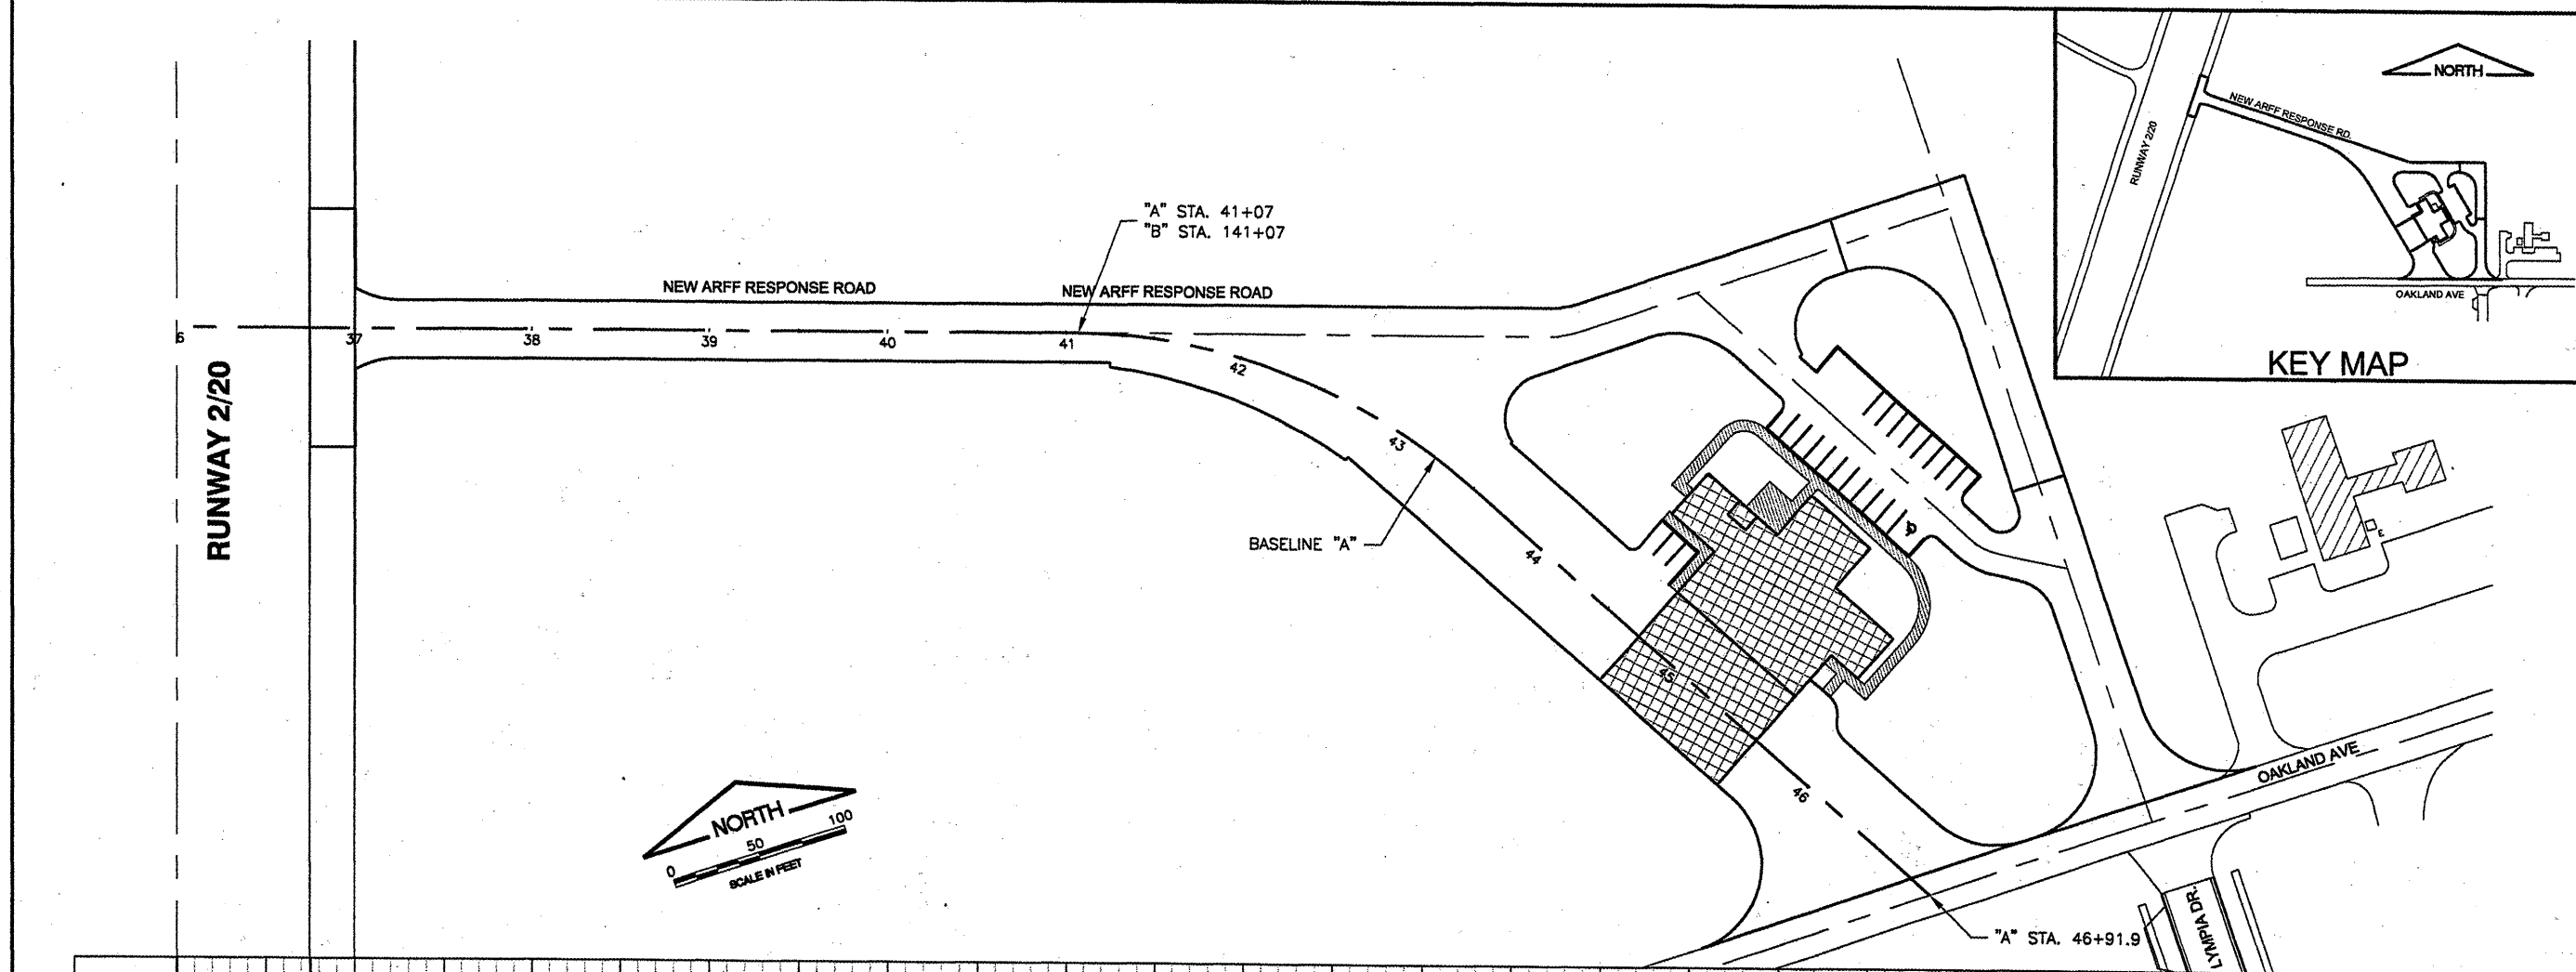 "A" STA. 41+07
"B" STA. 141+07
NEW ARFF RESPONSE ROAD
NEW ARFF RESPONSE ROAD
6
37
38
39
40
41
42
43
44
45
46
RUNWAY 2/20
BASELINE "A"
NORTH
0
50
100
SCALE IN FEET
"A" STA. 46+91.9
OAKLAND AVE
LYMPIA DR.
E
NORTH
NEW ARFF RESPONSE RD.
RUNWAY 2/20
OAKLAND AVE
KEY MAP